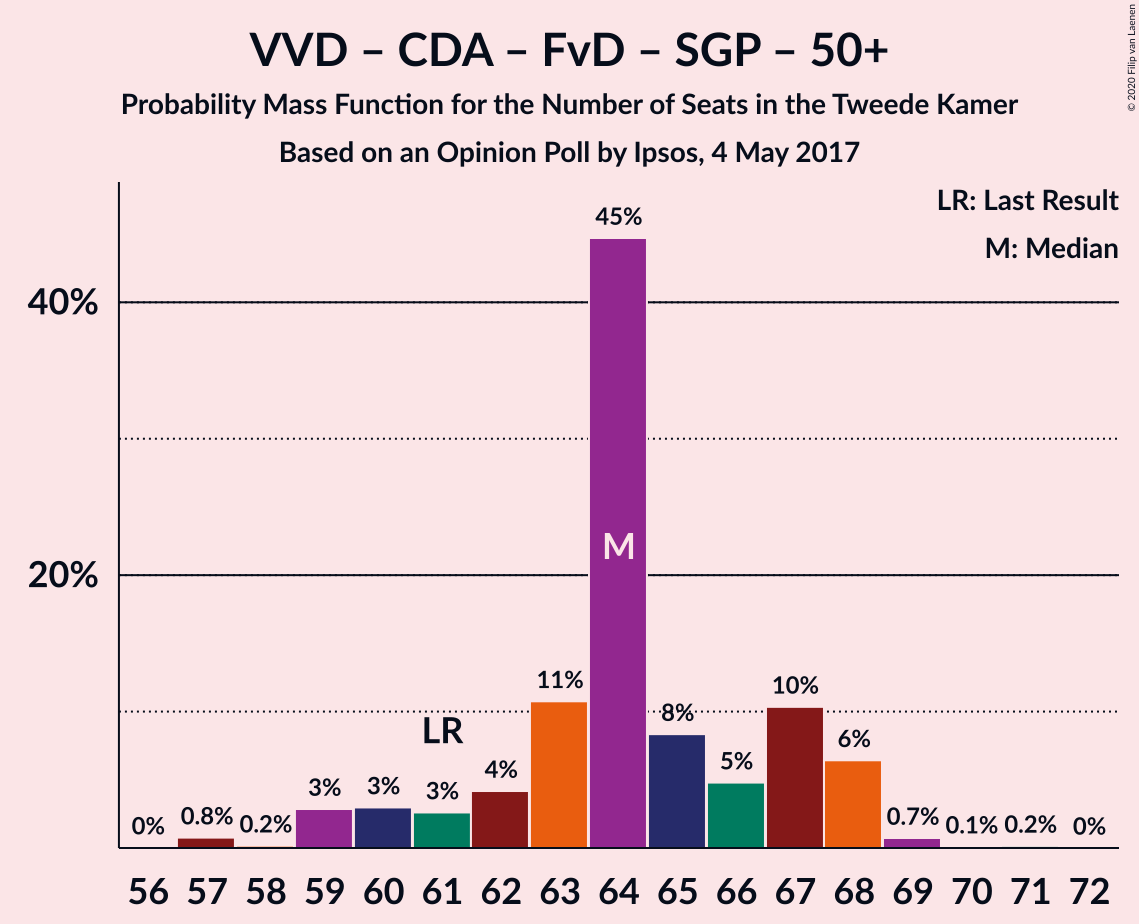 VVD – CDA – FvD – SGP – 50+
Probability Mass Function for the Number of Seats in the Tweede Kamer
Based on an Opinion Poll by Ipsos, 4 May 2017
© 2020 Filip van Laenen
LR: Last Result
M: Median
40%
20%
0%
0.8%
0.2%
3%
3%
3%
4%
11%
45%
8%
5%
10%
6%
0.7%
0.1%
0.2%
0%
LR
M
56 57 58 59 60 61 62 63 64 65 66 67 68 69 70 71 72